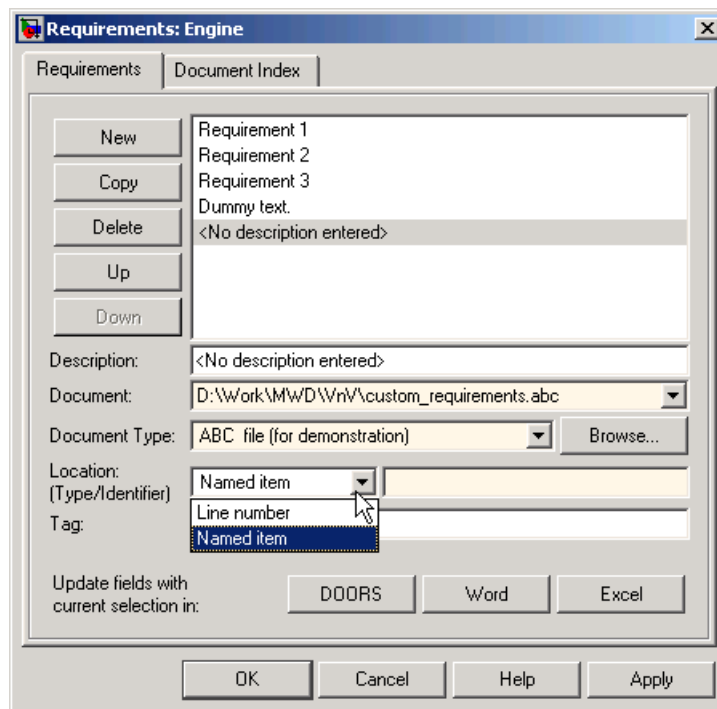 Requirements: Engine
Requirements
Document Index
New
Copy
Delete
Up
Down
Requirement 1
Requirement 2
Requirement 3
Dummy text.
<No description entered>
Description:
<No description entered>
Document:
D:\Work\MWD\VnV\custom_requirements.abc
Document Type:
ABC file (for demonstration)
Browse...
Location:
(Type/Identifier)
Named item
Line number
Named item
Tag:
Update fields with
current selection in:
DOORS
Word
Excel
OK
Cancel
Help
Apply